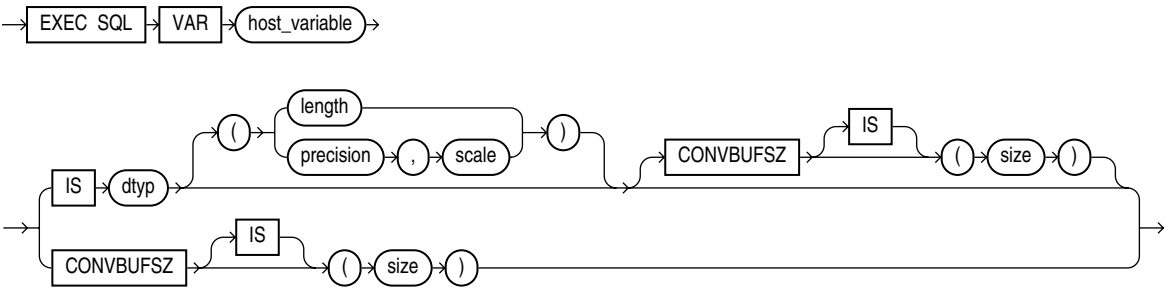 EXEC SQL VAR host_variable
length IS
( precision , scale ) CONVBUFSZ ( size )
IS dtyp
IS
CONVBUFSZ ( size )